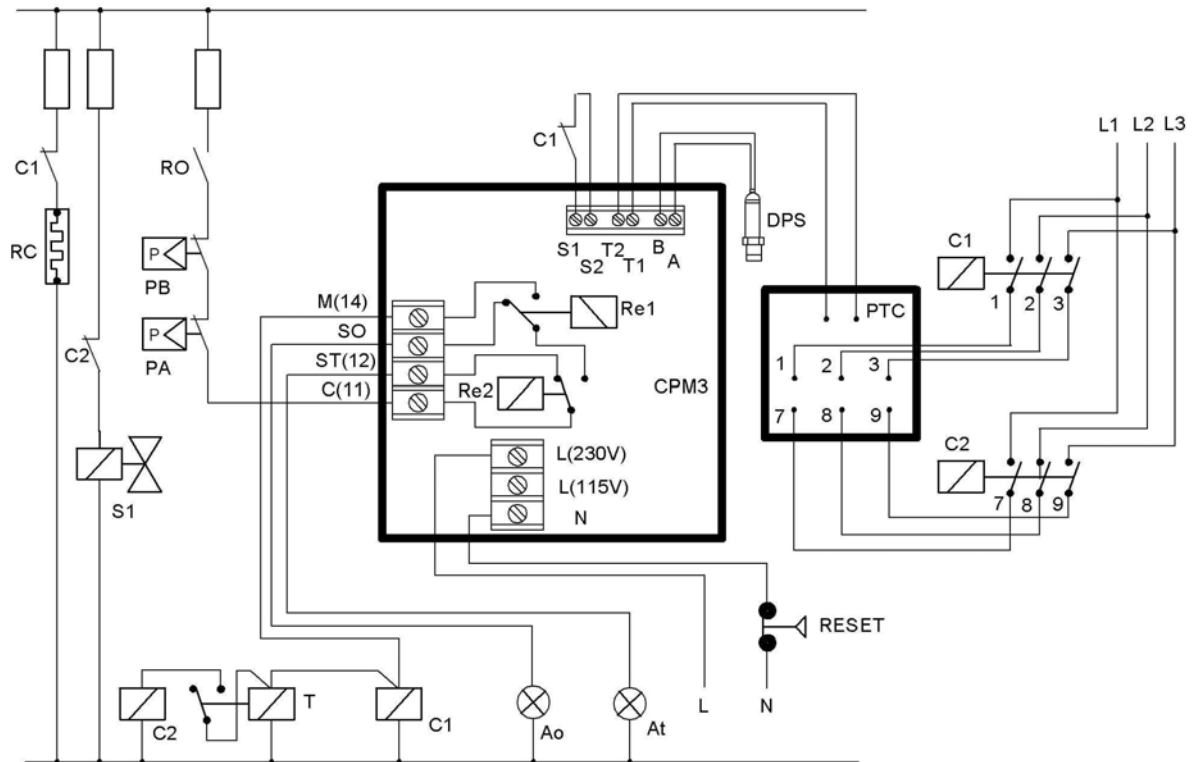 L1 L2 L3
C1
RO
C1
RC
P
PB
P
PA
S1 S2 T2 T1 B A
DPS
C1
1 2 3
M(14)
SO
ST(12)
C(11)
Re1
Re2
CPM3
PTC
1 2 3
7 8 9
C2
L(230V)
L(115V)
N
C2
7 8 9
S1
RESET
L N
C2 T C1 Ao At